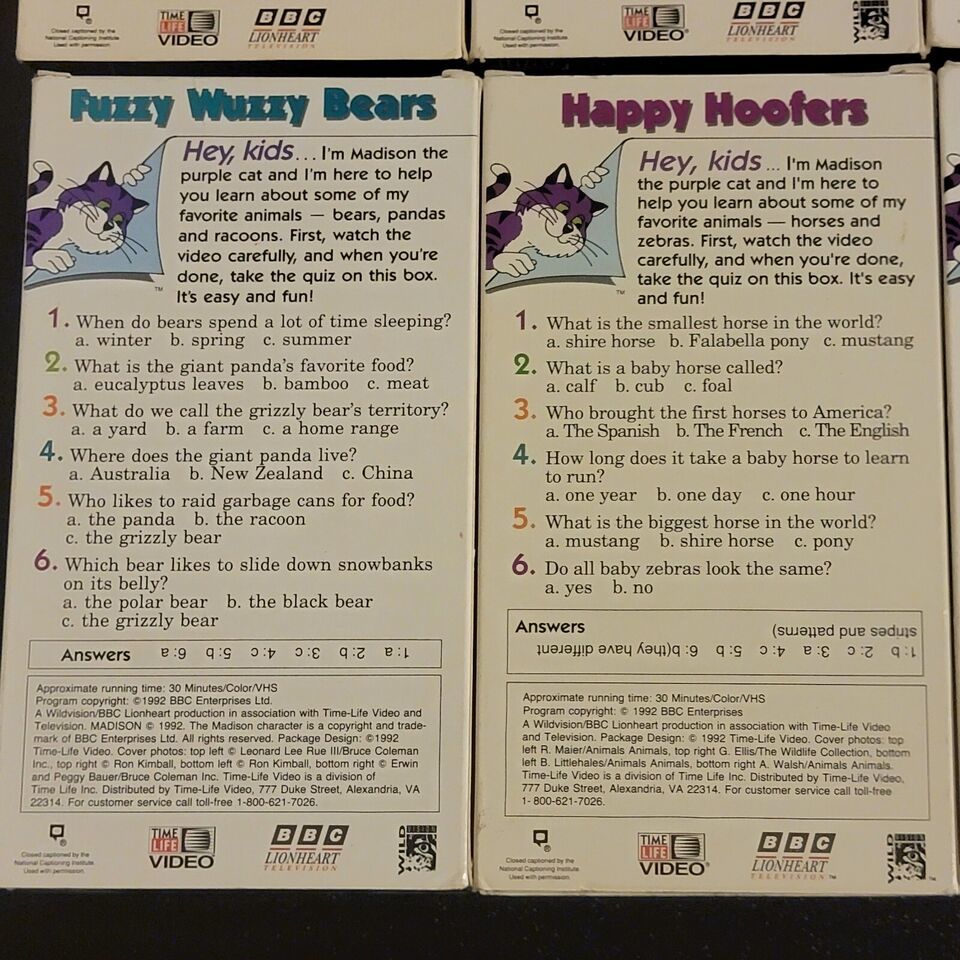 Closed captioned by the
National Captioning Institute
Used with permission.
TIME
LIFE
VIDEO
BBC
LIONHEART
TELEVISION
Closed captioned by the
National Captioning Institute
Used with permission.
TIME
LIFE
VIDEO
BBC
LIONHEART
TELEVISION
WILD
Fuzzy Wuzzy Bears
Hey, kids... I'm Madison the
purple cat and I'm here to help
you learn about some of my
favorite animals — bears, pandas
and racoons. First, watch the
video carefully, and when you're
done, take the quiz on this box.
It's easy and fun!
TM
1. When do bears spend a lot of time sleeping?
a. winter b. spring c. summer
2. What is the giant panda's favorite food?
a. eucalyptus leaves b. bamboo c. meat
3. What do we call the grizzly bear's territory?
a. a yard b. a farm c. a home range
4. Where does the giant panda live?
a. Australia b. New Zealand c. China
5. Who likes to raid garbage cans for food?
a. the panda b. the racoon
c. the grizzly bear
6. Which bear likes to slide down snowbanks
on its belly?
a. the polar bear b. the black bear
c. the grizzly bear
Answers
1:a 2:b 3:c 4:c 5:b 6:a
Approximate running time: 30 Minutes/Color/VHS
Program copyright: ©1992 BBC Enterprises Ltd.
A Wildvision/BBC Lionheart production in association with Time-Life Video and
Television. MADISON © 1992. The Madison character is a copyright and trade-
mark of BBC Enterprises Ltd. All rights reserved. Package Design: ©1992
Time-Life Video. Cover photos: top left © Leonard Lee Rue III/Bruce Coleman
Inc., top right © Ron Kimball, bottom left © Ron Kimball, bottom right © Erwin
and Peggy Bauer/Bruce Coleman Inc. Time-Life Video is a division of
Time Life Inc. Distributed by Time-Life Video, 777 Duke Street, Alexandria, VA
22314. For customer service call toll-free 1-800-621-7026.
Closed captioned by the
National Captioning Institute.
Used with permission.
TIME
LIFE
VIDEO
BBC
LIONHEART
TELEVISION
WILD
VISION
Happy Hoofers
Hey, kids... I'm Madison
the purple cat and I'm here to
help you learn about some of my
favorite animals — horses and
zebras. First, watch the video
carefully, and when you're done,
take the quiz on this box. It's easy
and fun!
TM
1. What is the smallest horse in the world?
a. shire horse b. Falabella pony c. mustang
2. What is a baby horse called?
a. calf b. cub c. foal
3. Who brought the first horses to America?
a. The Spanish b. The French c. The English
4. How long does it take a baby horse to learn
to run?
a. one year b. one day c. one hour
5. What is the biggest horse in the world?
a. mustang b. shire horse c. pony
6. Do all baby zebras look the same?
a. yes b. no
Answers
1: b 2: c 3: a 4: c 5: b 6: b(they have different
stripes and patterns)
Approximate running time: 30 Minutes/Color/VHS
Program copyright: © 1992 BBC Enterprises
A Wildvision/BBC Lionheart production in association with Time-Life Video
and Television. Package Design: © 1992 Time-Life Video. Cover photos: top
left R. Maier/Animals Animals, top right G. Ellis/The Wildlife Collection, bottom
left B. Littlehales/Animals Animals, bottom right A. Walsh/Animals Animals.
Time-Life Video is a division of Time Life Inc. Distributed by Time-Life Video,
777 Duke Street, Alexandria, VA 22314. For customer service call toll-free
1- 800-621-7026.
Closed captioned by the
National Captioning Institute.
Used with permission.
TIME
LIFE
VIDEO
BBC
LIONHEART
TELEVISION™
WILD
VISION
TM